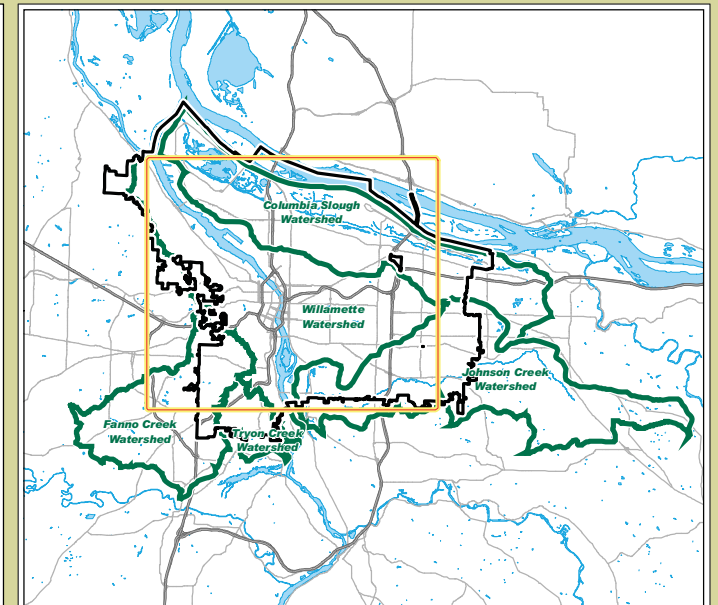 Columbia Slough
Watershed
Willamette
Watershed
Johnson Creek
Watershed
Fanno Creek
Watershed
Tryon Creek
Watershed